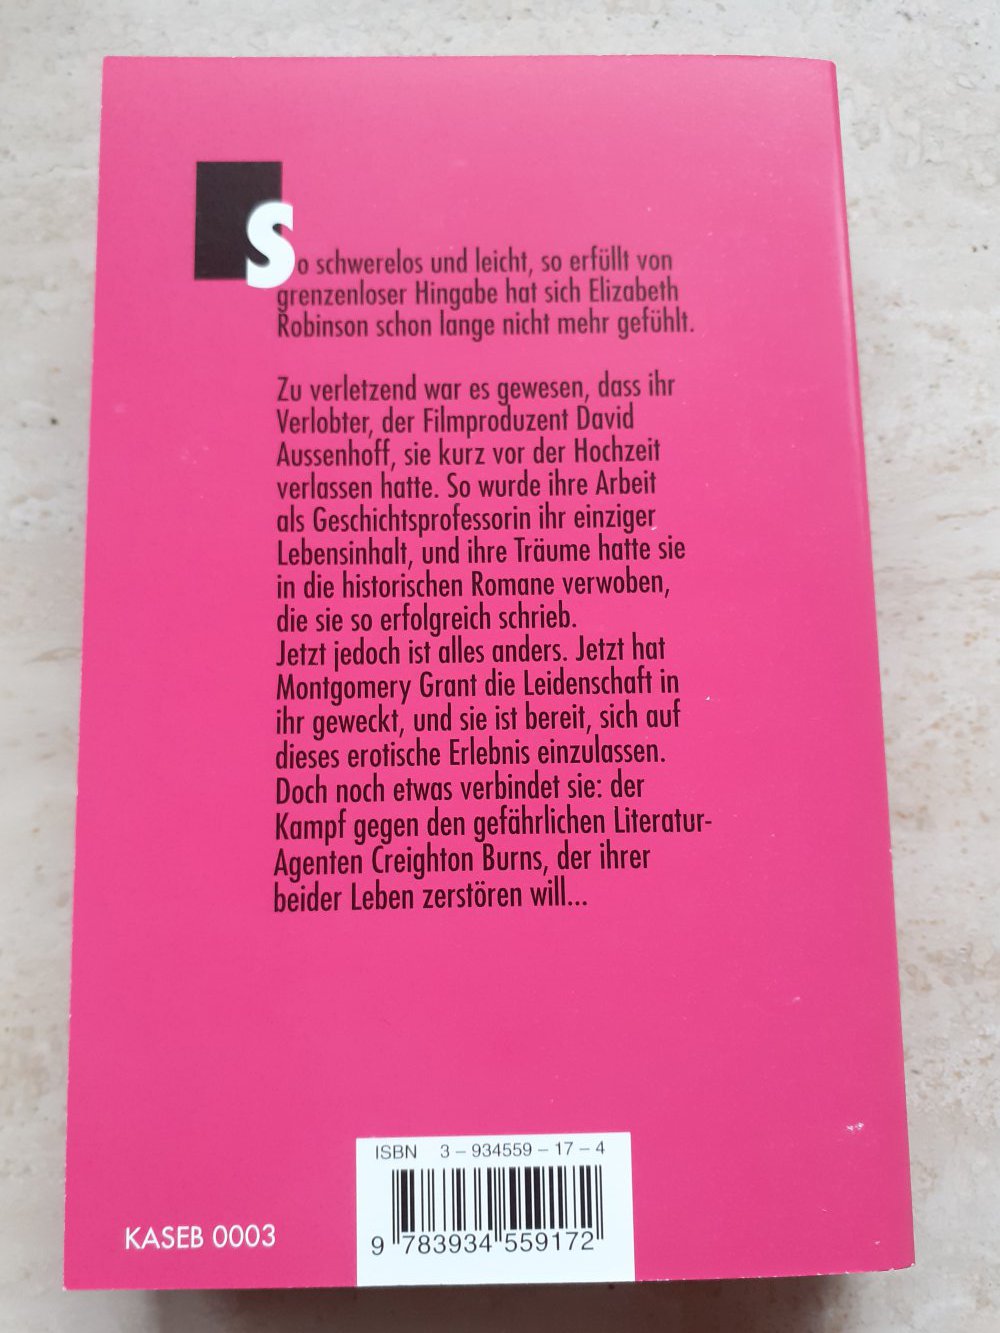 So schwerelos und leicht, so erfüllt von
grenzenloser Hingabe hat sich Elizabeth
Robinson schon lange nicht mehr gefühlt.
Zu verletzend war es gewesen, dass ihr
Verlobter, der Filmproduzent David
Aussenhoff, sie kurz vor der Hochzeit
verlassen hatte. So wurde ihre Arbeit
als Geschichtsprofessorin ihr einziger
Lebensinhalt, und ihre Träume hatte sie
in die historischen Romane verwoben,
die sie so erfolgreich schrieb.
Jetzt jedoch ist alles anders. Jetzt hat
Montgomery Grant die Leidenschaft in
ihr geweckt, und sie ist bereit, sich auf
dieses erotische Erlebnis einzulassen.
Doch noch etwas verbindet sie: der
Kampf gegen den gefährlichen Literatur-
Agenten Creighton Burns, der ihrer
beider Leben zerstören will...
ISBN 3 – 934559 – 17 – 4
9 783934 559172
KASEB 0003